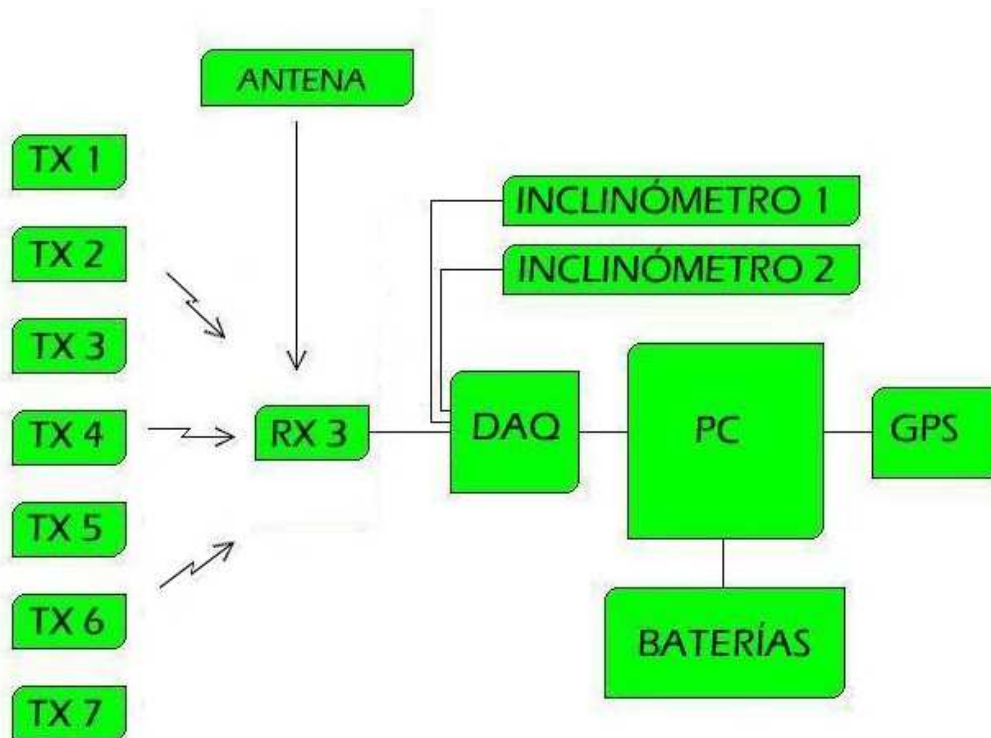 ANTENA
TX 1
TX 2
TX 3
TX 4
TX 5
TX 6
TX 7
INCLINÓMETRO 1
INCLINÓMETRO 2
RX 3
DAQ
PC
GPS
BATERÍAS